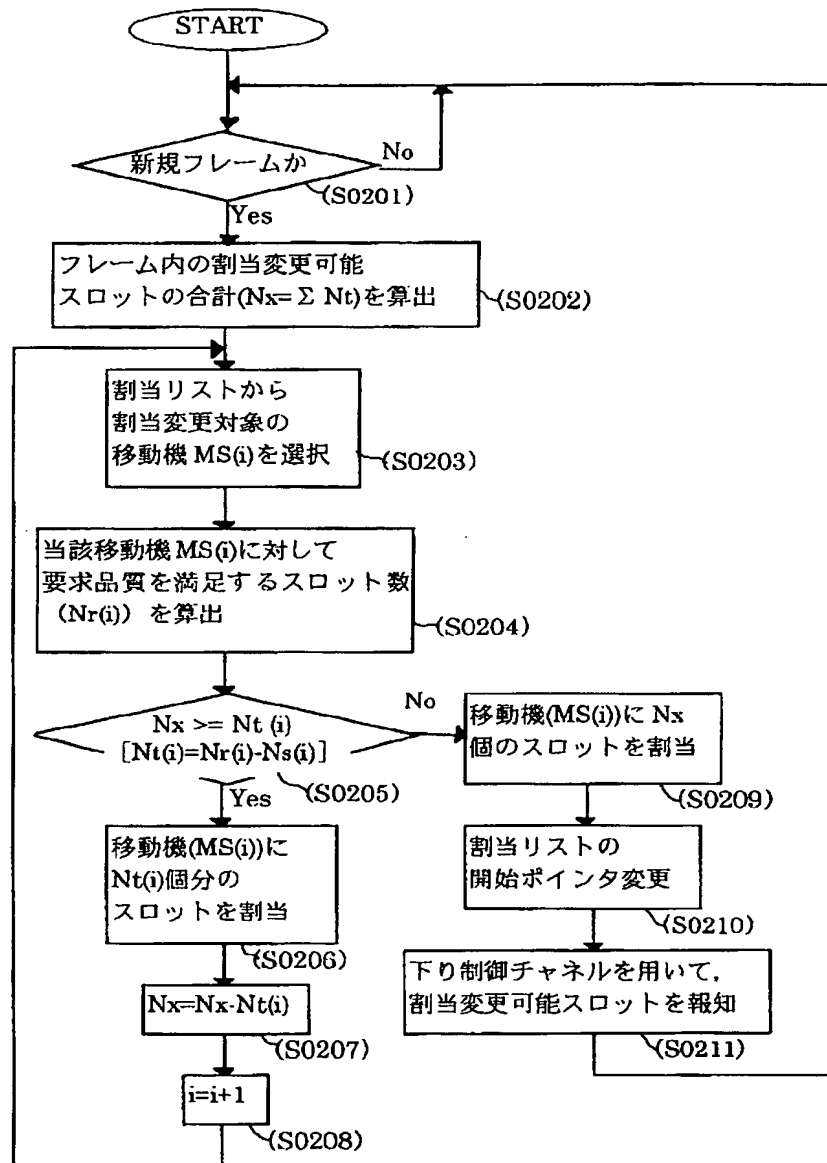 START
新規フレームか
No
(S0201)
Yes
フレーム内の割当変更可能
スロットの合計(Nx=Σ Nt)を算出
(S0202)
割当リストから
割当変更対象の
移動機 MS(i)を選択
(S0203)
当該移動機 MS(i)に対して
要求品質を満足するスロット数
（Nr(i)）を算出
(S0204)
Nx >= Nt (i)
[Nt(i)=Nr(i)-Ns(i)]
No
(S0205)
Yes
移動機(MS(i))に Nx
個のスロットを割当
(S0209)
移動機(MS(i))に
Nt(i)個分の
スロットを割当
(S0206)
割当リストの
開始ポインタ変更
(S0210)
Nx=Nx-Nt(i)
(S0207)
下り制御チャネルを用いて,
割当変更可能スロットを報知
(S0211)
i=i+1
(S0208)